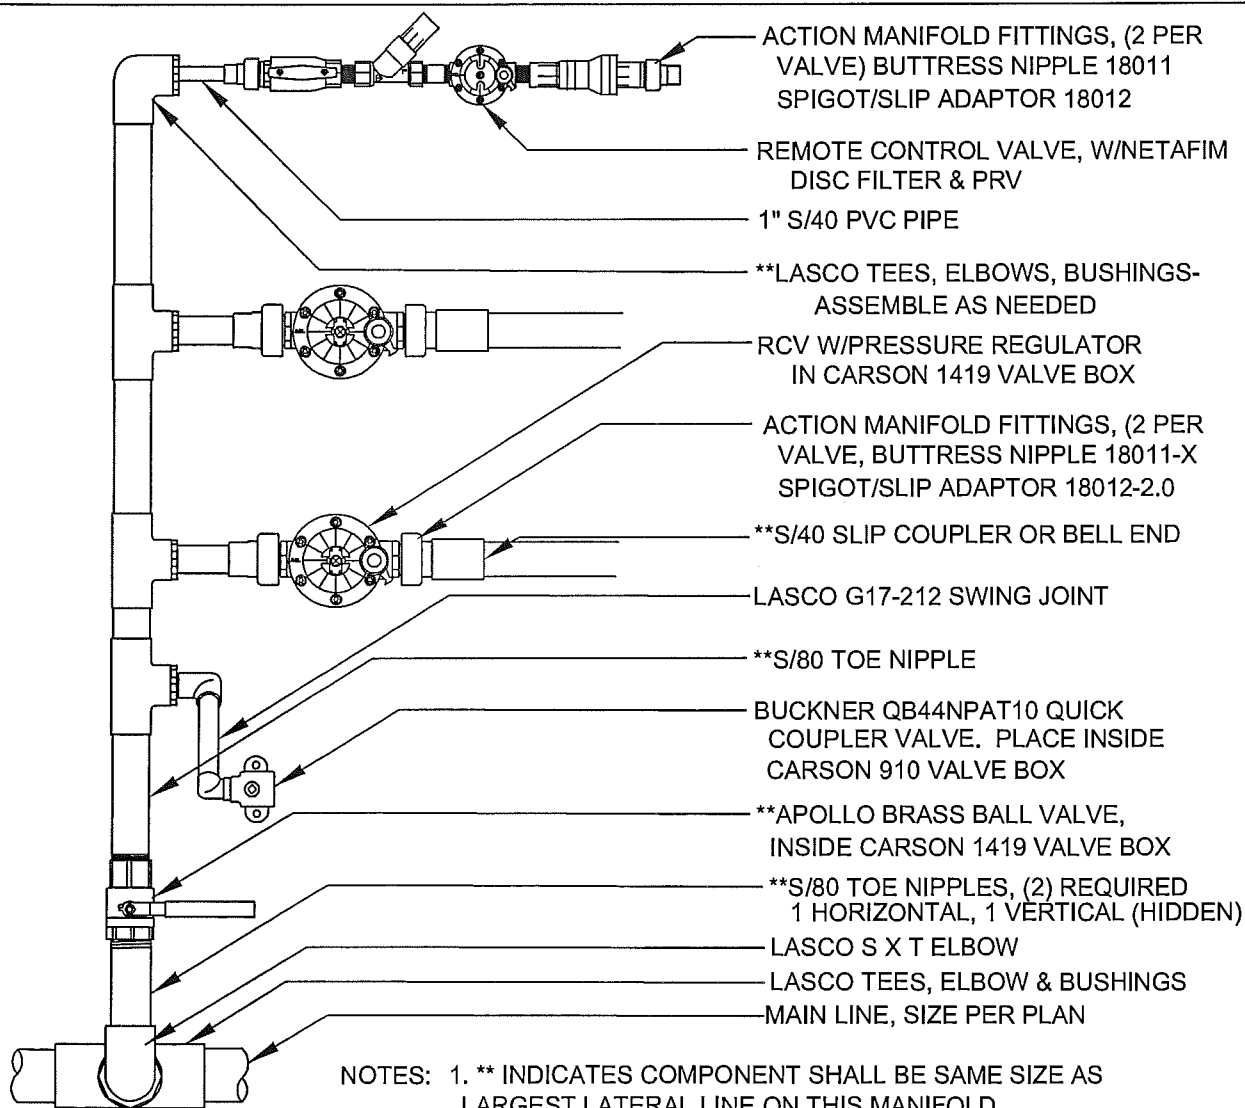 ACTION MANIFOLD FITTINGS, (2 PER
VALVE) BUTTRESS NIPPLE 18011
SPIGOT/SLIP ADAPTOR 18012
REMOTE CONTROL VALVE, W/NETAFIM
DISC FILTER & PRV
1" S/40 PVC PIPE
**LASCO TEES, ELBOWS, BUSHINGS-
ASSEMBLE AS NEEDED
RCV W/PRESSURE REGULATOR
IN CARSON 1419 VALVE BOX
ACTION MANIFOLD FITTINGS, (2 PER
VALVE, BUTTRESS NIPPLE 18011-X
SPIGOT/SLIP ADAPTOR 18012-2.0
**S/40 SLIP COUPLER OR BELL END
LASCO G17-212 SWING JOINT
**S/80 TOE NIPPLE
BUCKNER QB44NPAT10 QUICK
COUPLER VALVE. PLACE INSIDE
CARSON 910 VALVE BOX
**APOLLO BRASS BALL VALVE,
INSIDE CARSON 1419 VALVE BOX
**S/80 TOE NIPPLES, (2) REQUIRED
1 HORIZONTAL, 1 VERTICAL (HIDDEN)
LASCO S X T ELBOW
LASCO TEES, ELBOW & BUSHINGS
MAIN LINE, SIZE PER PLAN
NOTES: 1. ** INDICATES COMPONENT SHALL BE SAME SIZE AS
LARGEST LATERAL LINE ON THIS MANIFOLD